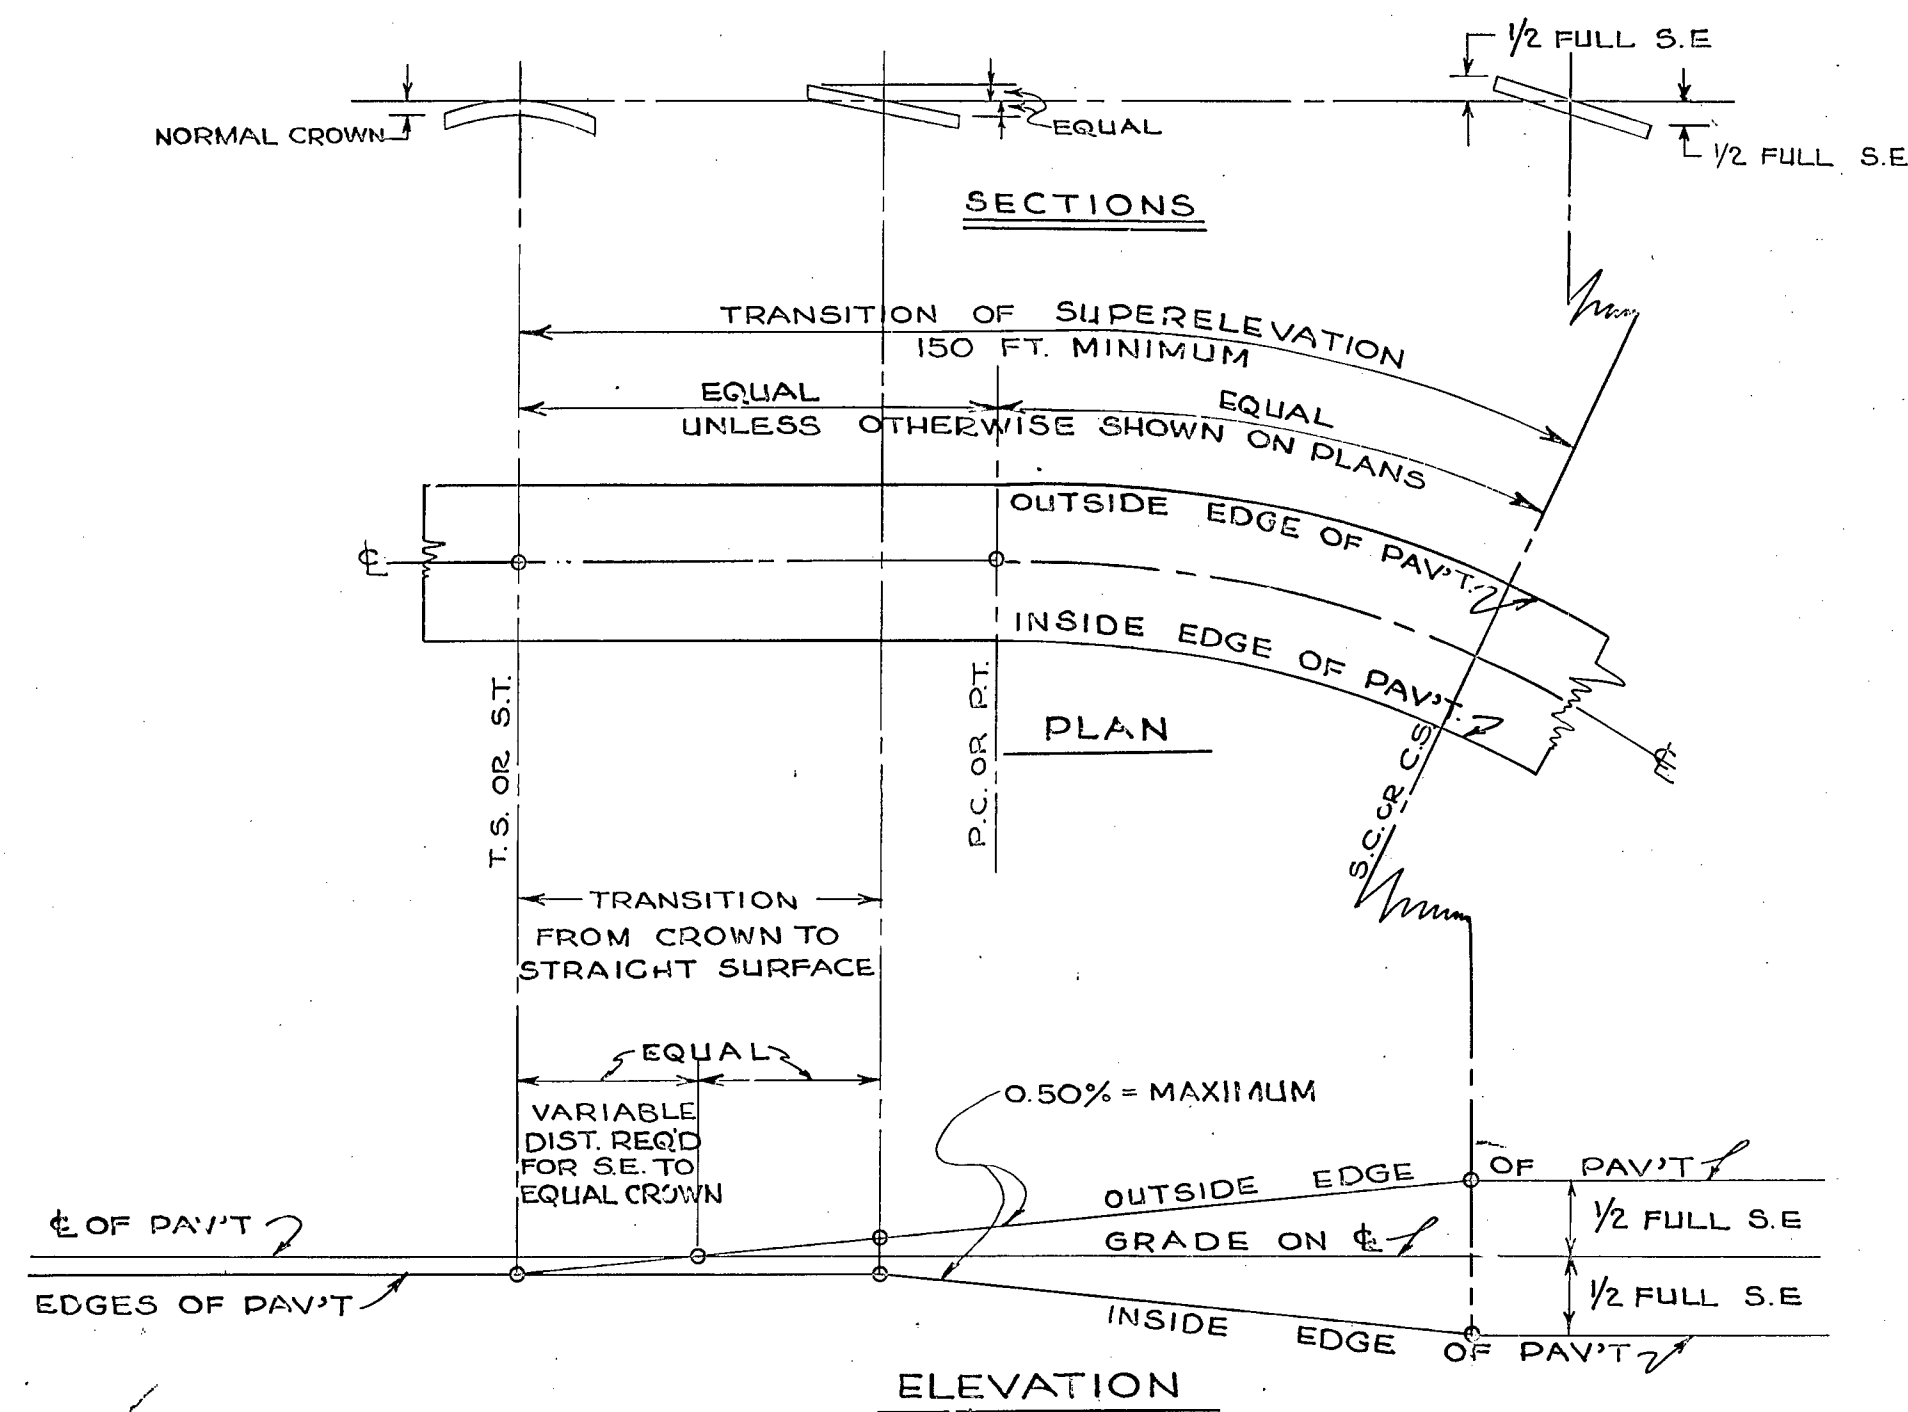 1/2 FULL S.E
NORMAL CROWN
EQUAL
1/2 FULL S.E
SECTIONS
TRANSITION OF SUPERELEVATION
150 FT. MINIMUM
EQUAL
EQUAL
UNLESS OTHERWISE SHOWN ON PLANS
OUTSIDE EDGE OF PAV'T.
℄
INSIDE EDGE OF PAV'T.
T.S. OR S.T.
P.C. OR P.T.
PLAN
℄
S.C. OR C.S.
TRANSITION
FROM CROWN TO
STRAIGHT SURFACE
EQUAL
0.50% = MAXIMUM
VARIABLE
DIST. REQ'D
FOR S.E. TO
EQUAL CROWN
OUTSIDE EDGE OF PAV'T
℄ OF PAV'T
1/2 FULL S.E
GRADE ON ℄
EDGES OF PAV'T
1/2 FULL S.E
INSIDE EDGE OF PAV'T
ELEVATION